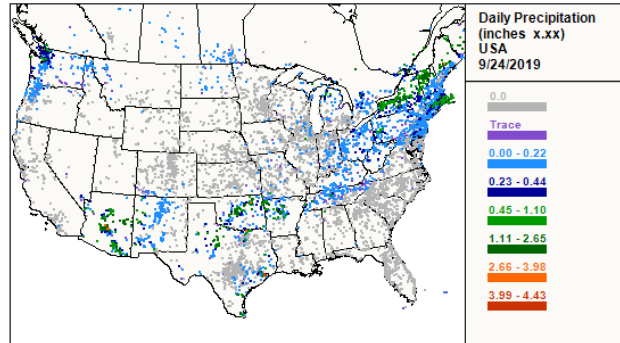 Daily Precipitation
(inches x.xx)
USA
9/24/2019
0.0
Trace
0.00 - 0.22
0.23 - 0.44
0.45 - 1.10
1.11 - 2.65
2.66 - 3.98
3.99 - 4.43